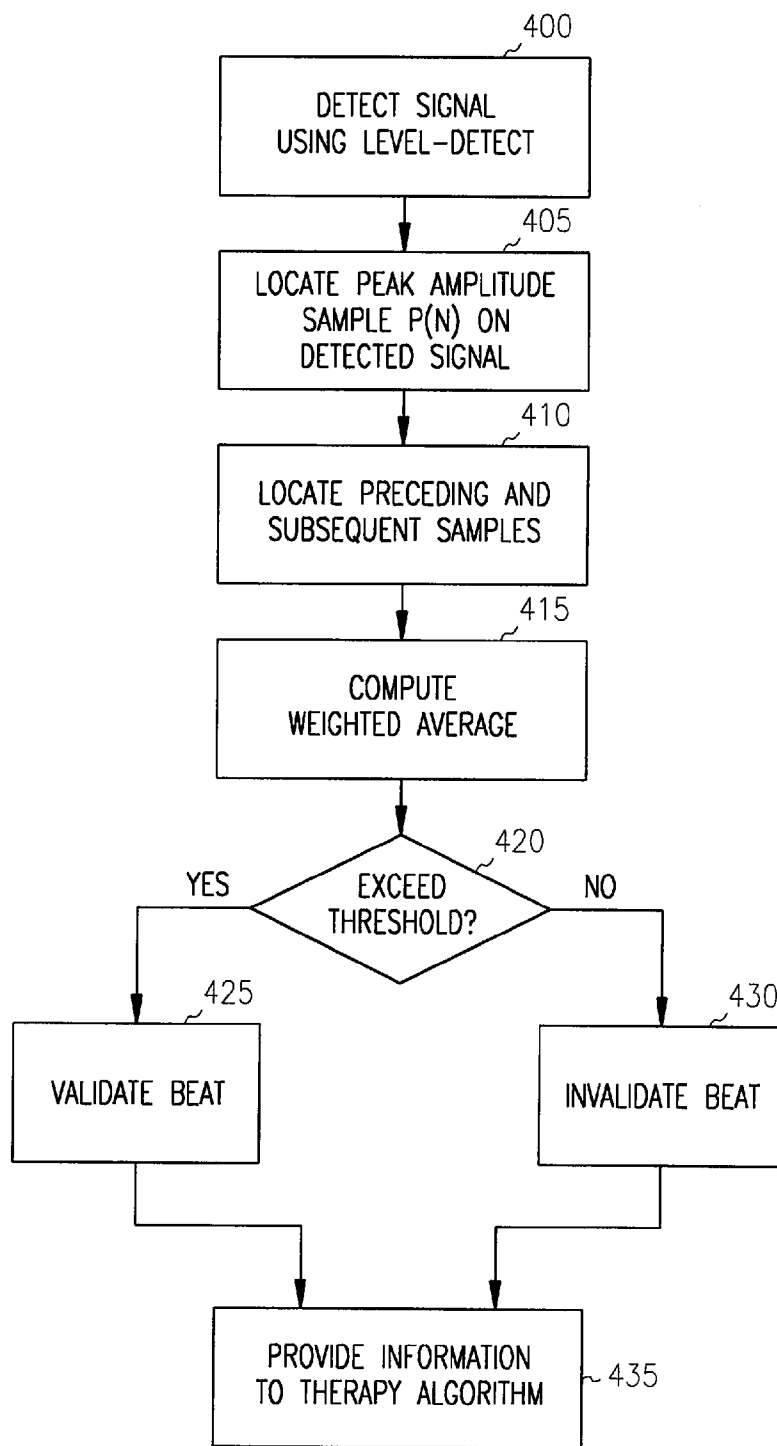 400
DETECT SIGNAL
USING LEVEL-DETECT
405
LOCATE PEAK AMPLITUDE
SAMPLE P(N) ON
DETECTED SIGNAL
410
LOCATE PRECEDING AND
SUBSEQUENT SAMPLES
415
COMPUTE
WEIGHTED AVERAGE
420
YES
EXCEED
THRESHOLD?
NO
425
VALIDATE BEAT
430
INVALIDATE BEAT
PROVIDE INFORMATION
TO THERAPY ALGORITHM
435